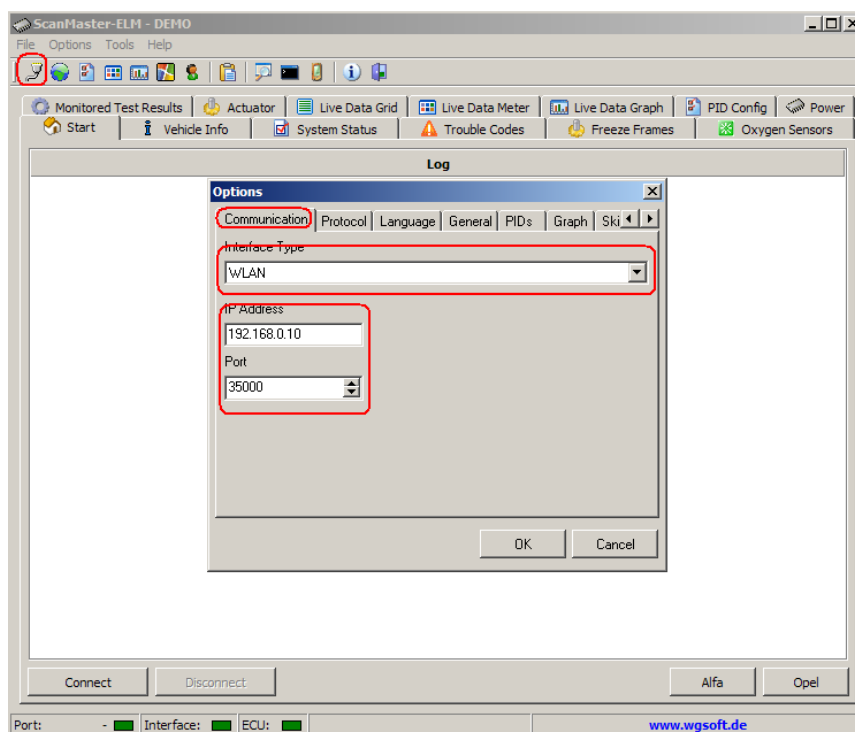 ScanMaster-ELM - DEMO
File Options Tools Help
Monitored Test Results Actuator Live Data Grid Live Data Meter Live Data Graph PID Config Power
Start Vehicle Info System Status Trouble Codes Freeze Frames Oxygen Sensors
Log
Options
Communication Protocol Language General PIDs Graph Ski
Interface Type
WLAN
IP Address
192.168.0.10
Port
35000
OK Cancel
Connect Disconnect Alfa Opel
Port: - Interface: ECU: www.wgsoft.de